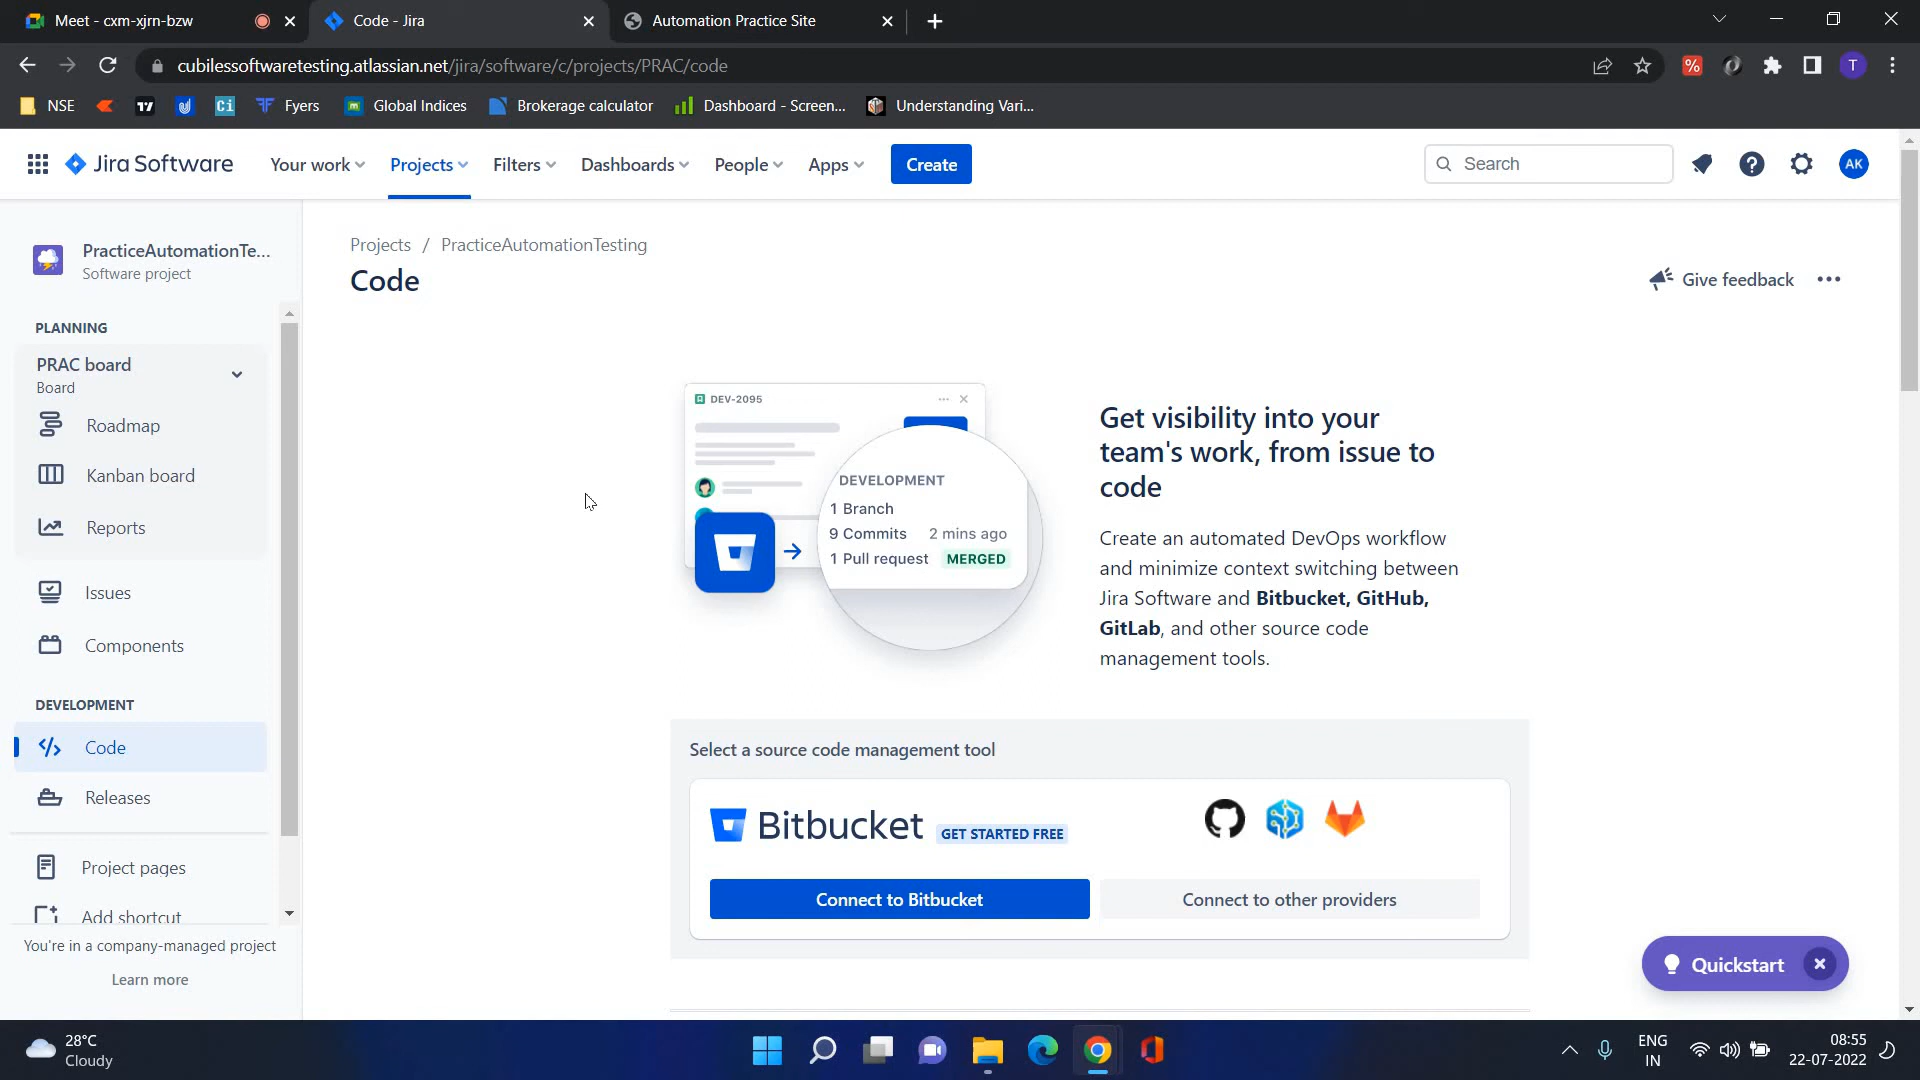 Meet - cxm-xjrn-bzw
Code - Jira
Automation Practice Site
cubilessoftwaretesting.atlassian.net/jira/software/c/projects/PRAC/code
%
T
NSE
Ci
Fyers
Global Indices
Brokerage calculator
Dashboard - Screen...
Understanding Vari...
Jira Software
Your work
Projects
Filters
Dashboards
People
Apps
Create
Search
AK
PracticeAutomationTe...
Software project
PLANNING
PRAC board
Board
Roadmap
Kanban board
Reports
Issues
Components
DEVELOPMENT
Code
Releases
Project pages
Add shortcut
You're in a company-managed project
Learn more
Projects / PracticeAutomationTesting
Code
Give feedback
DEV-2095
DEVELOPMENT
1 Branch
9 Commits 2 mins ago
1 Pull request MERGED
Get visibility into your
team's work, from issue to
code
Create an automated DevOps workflow
and minimize context switching between
Jira Software and Bitbucket, GitHub,
GitLab, and other source code
management tools.
Select a source code management tool
Bitbucket GET STARTED FREE
Connect to Bitbucket
Connect to other providers
Quickstart
28°C
Cloudy
ENG
IN
08:55
22-07-2022